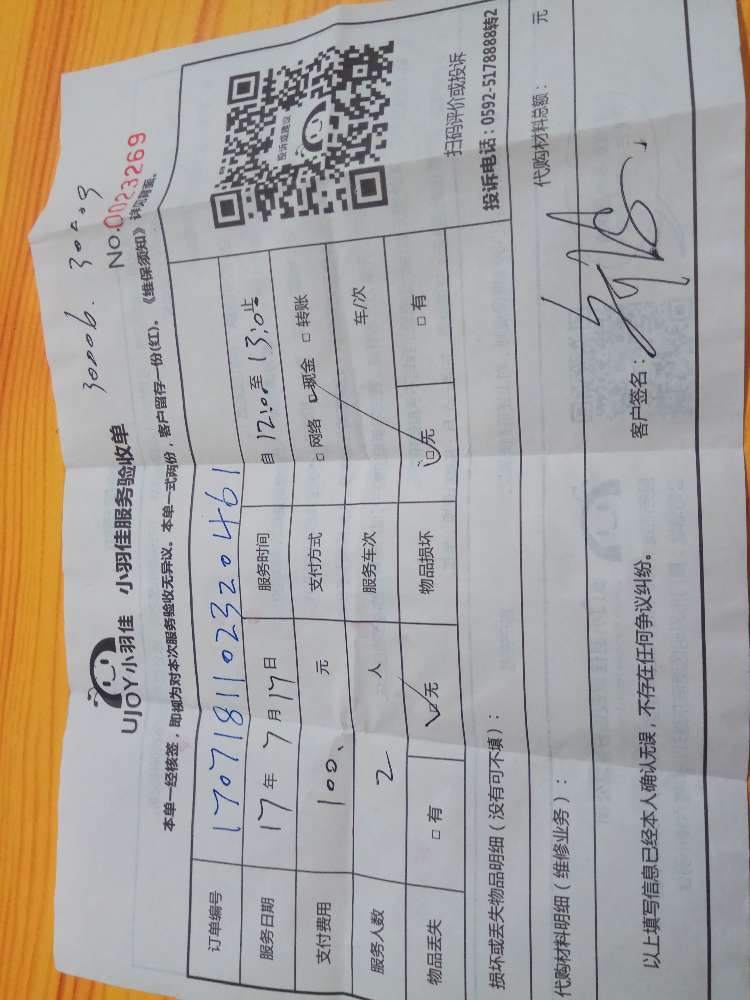 30006. 30009
UJOY小羽佳 小羽佳服务验收单 No.0023269
本单一经核签，即视为对本次服务验收无异议。本单一式两份，客户留存一份(红)。《维保须知》详见背面。
订单编号 1707181102320461
服务日期 17年7月17日 服务时间 自12:00至13:00止
支付费用 100. 元 支付方式 □网络 □现金 □转账
服务人数 2 人 服务车次 车/次
物品丢失 □有 □无 物品损坏 □无 □有
投诉或建议
扫码评价或投诉
投诉电话：0592-5178888转2
损坏或丢失物品明细（没有可不填）：
代购材料明细（维修业务）： 代购材料总额： 元
以上填写信息已经本人确认无误，不存在任何争议纠纷。 客户签名：